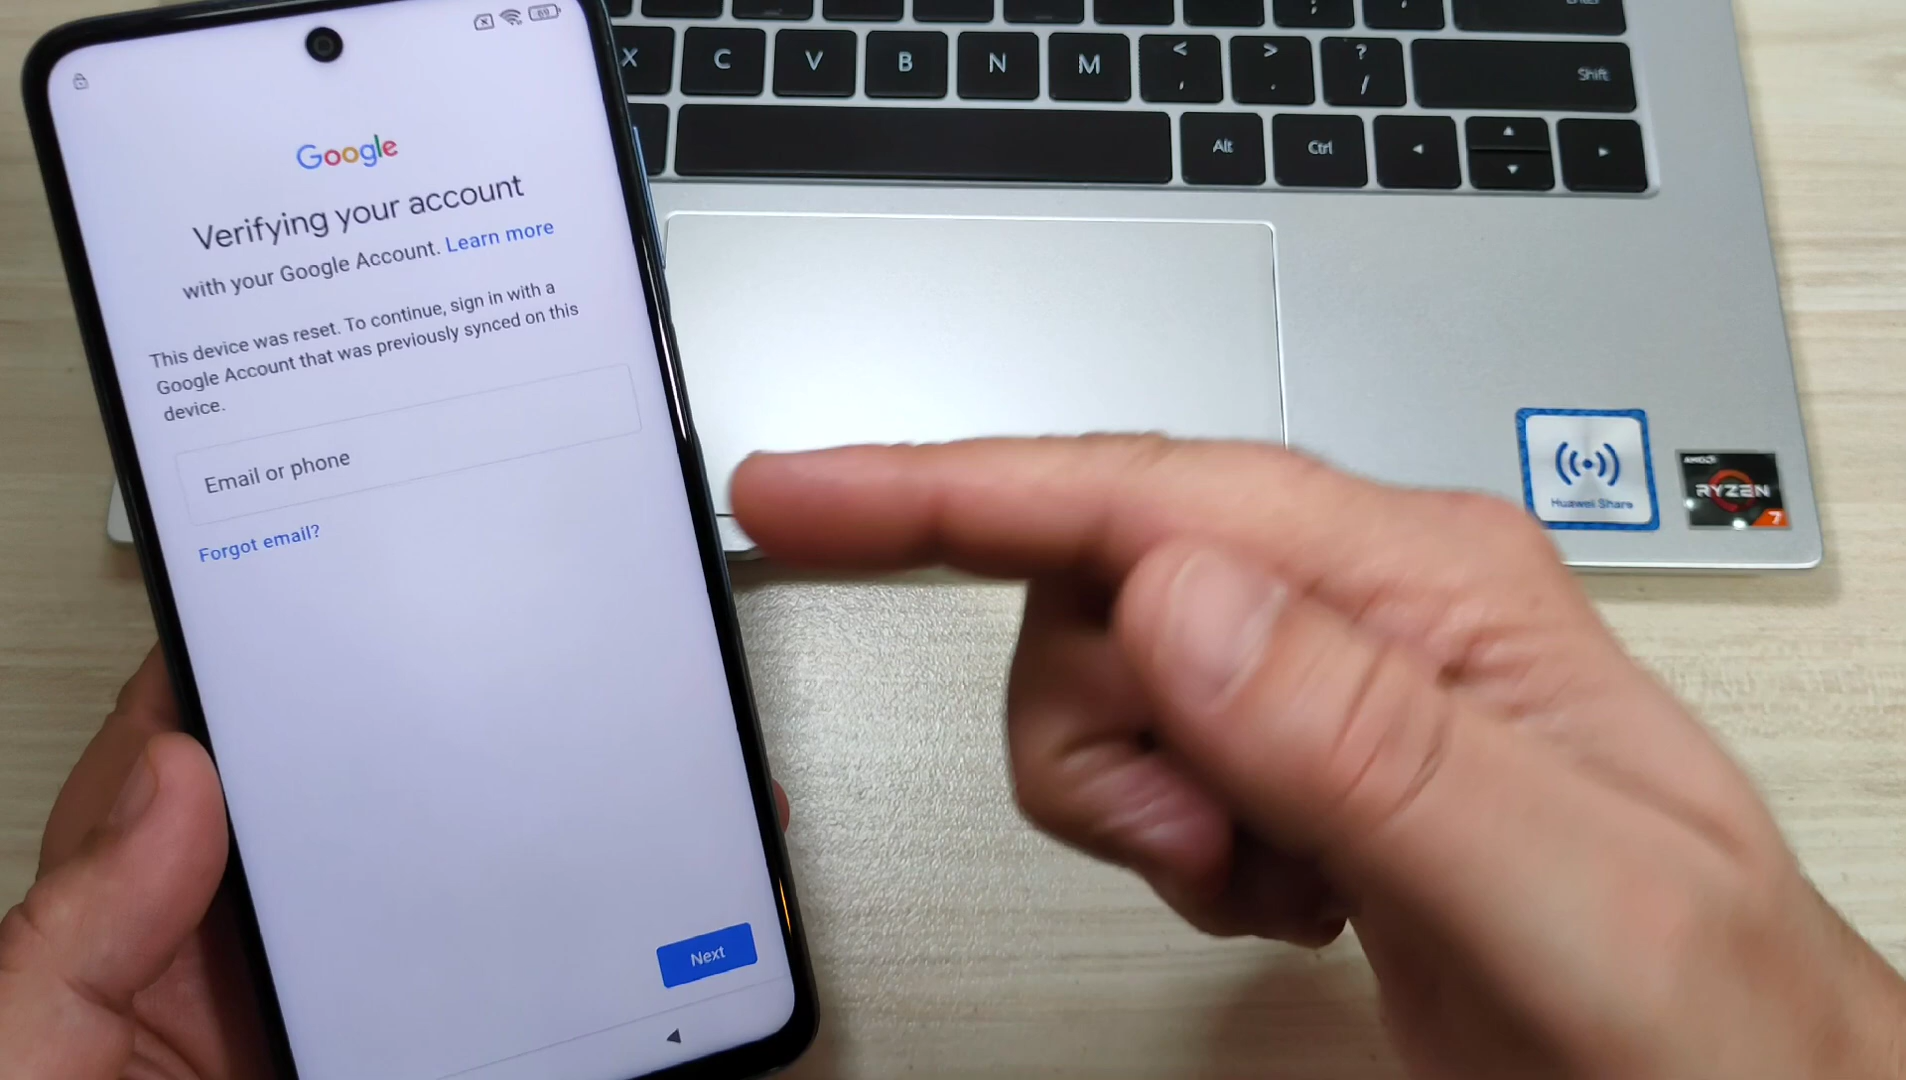 69
Google
Verifying your account
with your Google Account. Learn more
This device was reset. To continue, sign in with a
Google Account that was previously synced on this
device.
Email or phone
Forgot email?
Next
X C V B N M < , > . ? / Shift
Alt Ctrl
Huawei Share
AMD
RYZEN
7